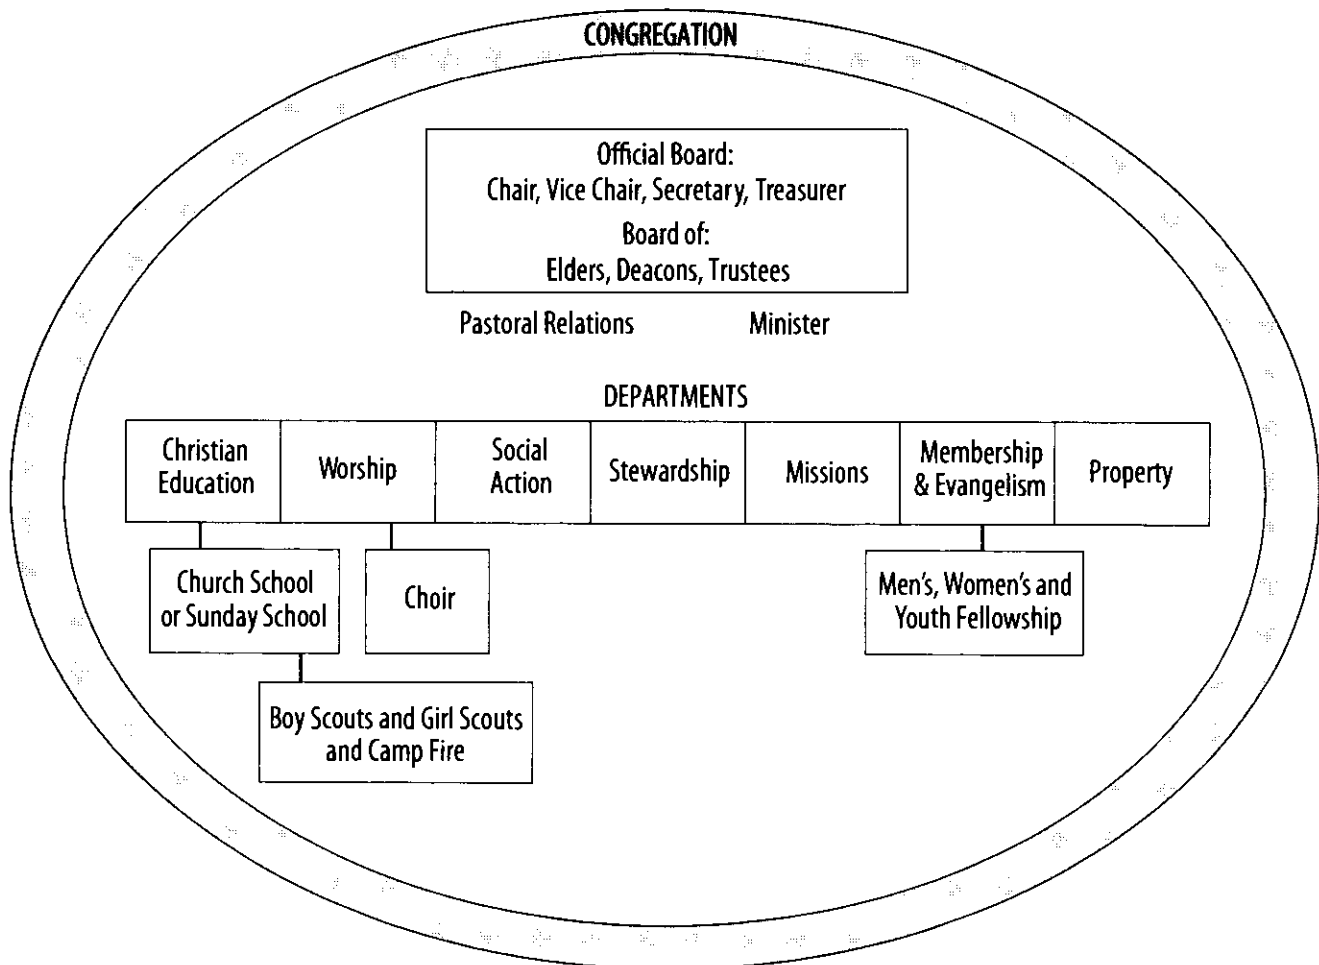 CONGREGATION
Official Board:
Chair, Vice Chair, Secretary, Treasurer
Board of:
Elders, Deacons, Trustees
Pastoral Relations
Minister
DEPARTMENTS
Christian
Education
Worship
Social
Action
Stewardship
Missions
Membership
& Evangelism
Property
Church School
or Sunday School
Choir
Men's, Women's and
Youth Fellowship
Boy Scouts and Girl Scouts
and Camp Fire